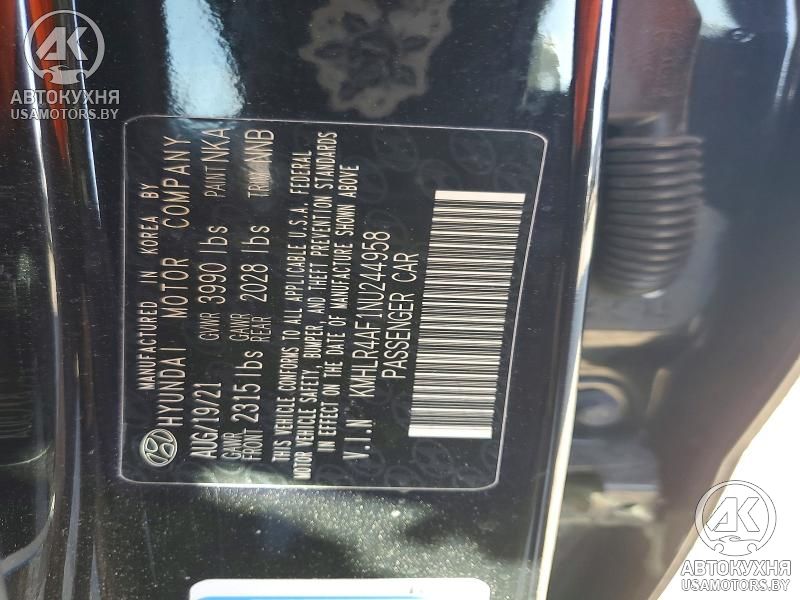 АВТОКУХНЯ
USAMOTORS.BY
MANUFACTURED IN KOREA BY
HYUNDAI MOTOR COMPANY
AUG/19/21 GVWR 3990 lbs PAINT NKA
GAWR FRONT 2315 lbs GAWR REAR 2028 lbs TRIM NNB
THIS VEHICLE CONFORMS TO ALL APPLICABLE U.S.A. FEDERAL
MOTOR VEHICLE SAFETY, BUMPER, AND THEFT PREVENTION STANDARDS
IN EFFECT ON THE DATE OF MANUFACTURE SHOWN ABOVE
V.I.N KMHLR4AF1NU244958
PASSENGER CAR
АВТОКУХНЯ
USAMOTORS.BY